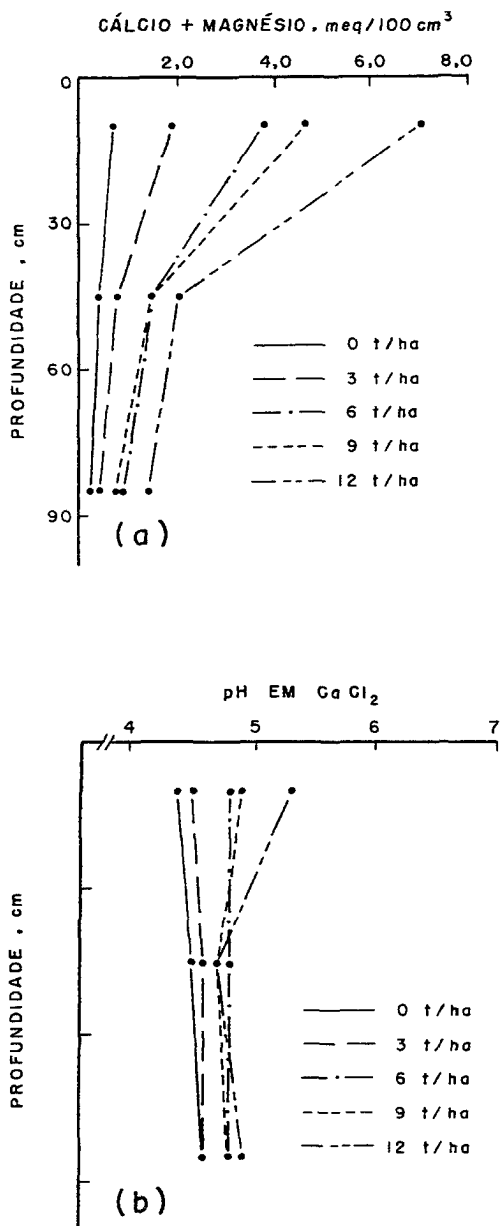 CÁLCIO + MAGNÉSIO, meq/100 cm³
2,0 4,0 6,0 8,0
0
30
60
90
PROFUNDIDADE, cm
0 t/ha
3 t/ha
6 t/ha
9 t/ha
12 t/ha
(a)
pH EM CaCl₂
4 5 6 7
PROFUNDIDADE, cm
0 t/ha
3 t/ha
6 t/ha
9 t/ha
12 t/ha
(b)